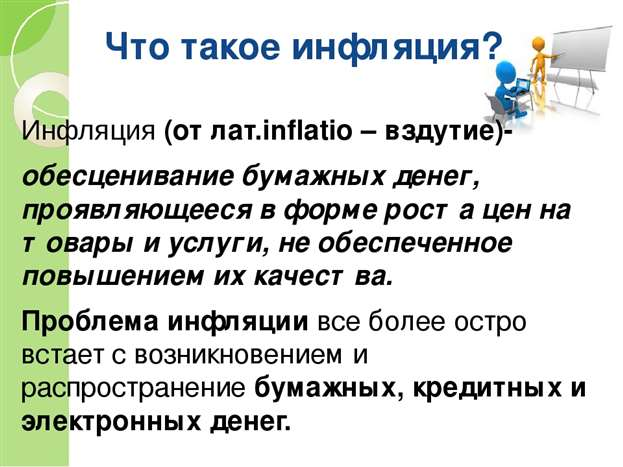 Что такое инфляция?
Инфляция (от лат.inflatio – вздутие)-
обесценивание бумажных денег,
проявляющееся в форме рост а цен на
т овары и услуги, не обеспеченное
повышением их качест ва.
Проблема инфляции все более остро
встает с возникновением и
распространение бумажных, кредитных и
электронных денег.